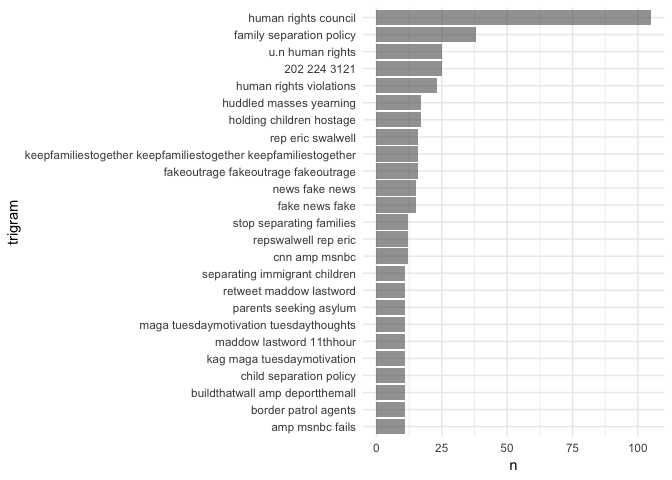 human rights council
family separation policy
u.n human rights
202 224 3121
human rights violations
huddled masses yearning
holding children hostage
rep eric swalwell
keepfamiliestogether keepfamiliestogether keepfamiliestogether
fakeoutrage fakeoutrage fakeoutrage
news fake news
fake news fake
stop separating families
repswalwell rep eric
cnn amp msnbc
separating immigrant children
retweet maddow lastword
parents seeking asylum
maga tuesdaymotivation tuesdaythoughts
maddow lastword 11thhour
kag maga tuesdaymotivation
child separation policy
buildthatwall amp deportthemall
border patrol agents
amp msnbc fails
trigram
0 25 50 75 100
n